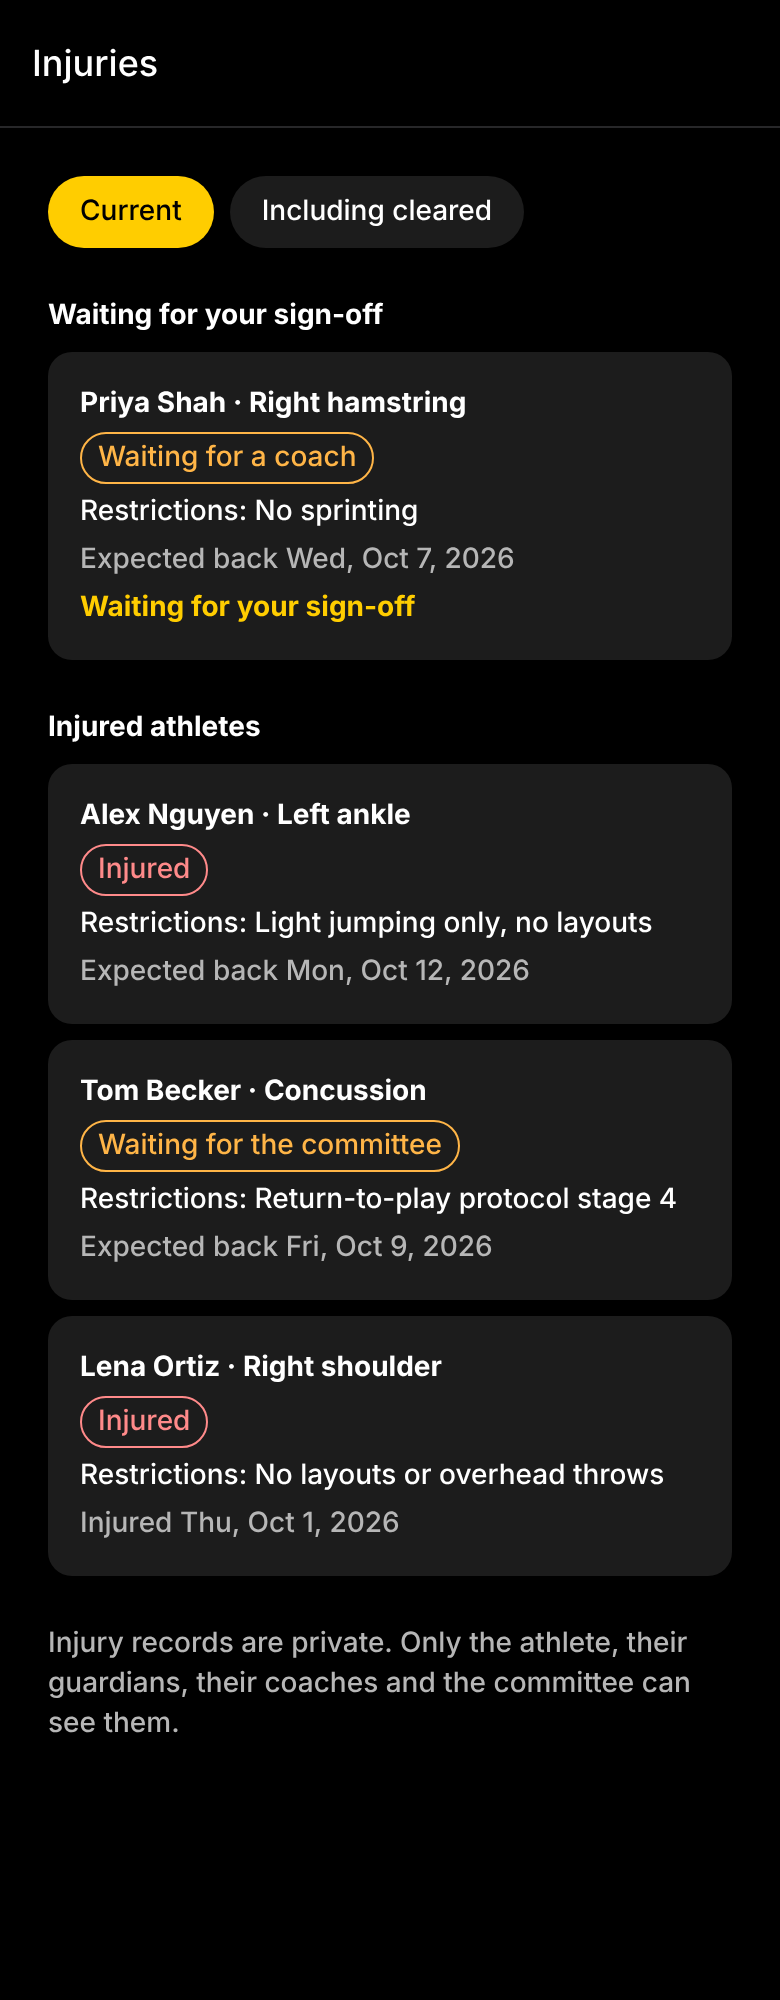 Injuries
Current
Including cleared
Waiting for your sign-off
Priya Shah · Right hamstring
Waiting for a coach
Restrictions: No sprinting
Expected back Wed, Oct 7, 2026
Waiting for your sign-off
Injured athletes
Alex Nguyen · Left ankle
Injured
Restrictions: Light jumping only, no layouts
Expected back Mon, Oct 12, 2026
Tom Becker · Concussion
Waiting for the committee
Restrictions: Return-to-play protocol stage 4
Expected back Fri, Oct 9, 2026
Lena Ortiz · Right shoulder
Injured
Restrictions: No layouts or overhead throws
Injured Thu, Oct 1, 2026
Injury records are private. Only the athlete, their
guardians, their coaches and the committee can
see them.